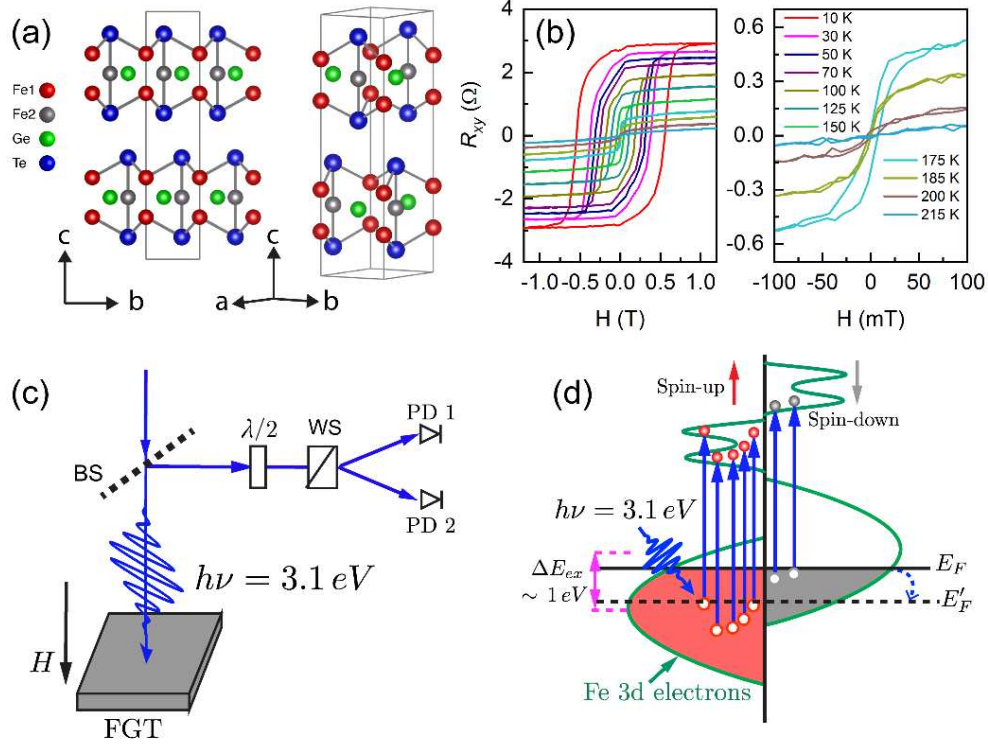 (a)
Fe1
Fe2
Ge
Te
c
b
c
a
b
(b)
R_xy (Ω)
4
2
0
-2
-4
-1.0 -0.5 0.0 0.5 1.0
H (T)
10 K
30 K
50 K
70 K
100 K
125 K
150 K
0.6
0.3
0.0
-0.3
-0.6
175 K
185 K
200 K
215 K
-100 -50 0 50 100
H (mT)
(c)
BS
λ/2
WS
PD 1
PD 2
hν = 3.1 eV
H
FGT
(d)
Spin-up
Spin-down
hν = 3.1 eV
ΔE_ex
~ 1 eV
E_F
E'_F
Fe 3d electrons